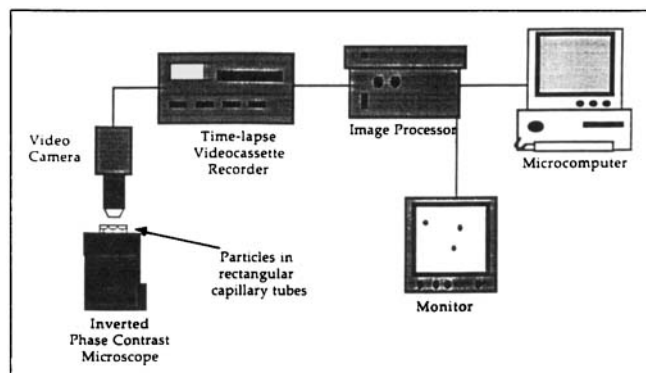 Video
Camera
Time-lapse
Videocassette
Recorder
Image Processor
Microcomputer
Particles in
rectangular
capillary tubes
Monitor
Inverted
Phase Contrast
Microscope